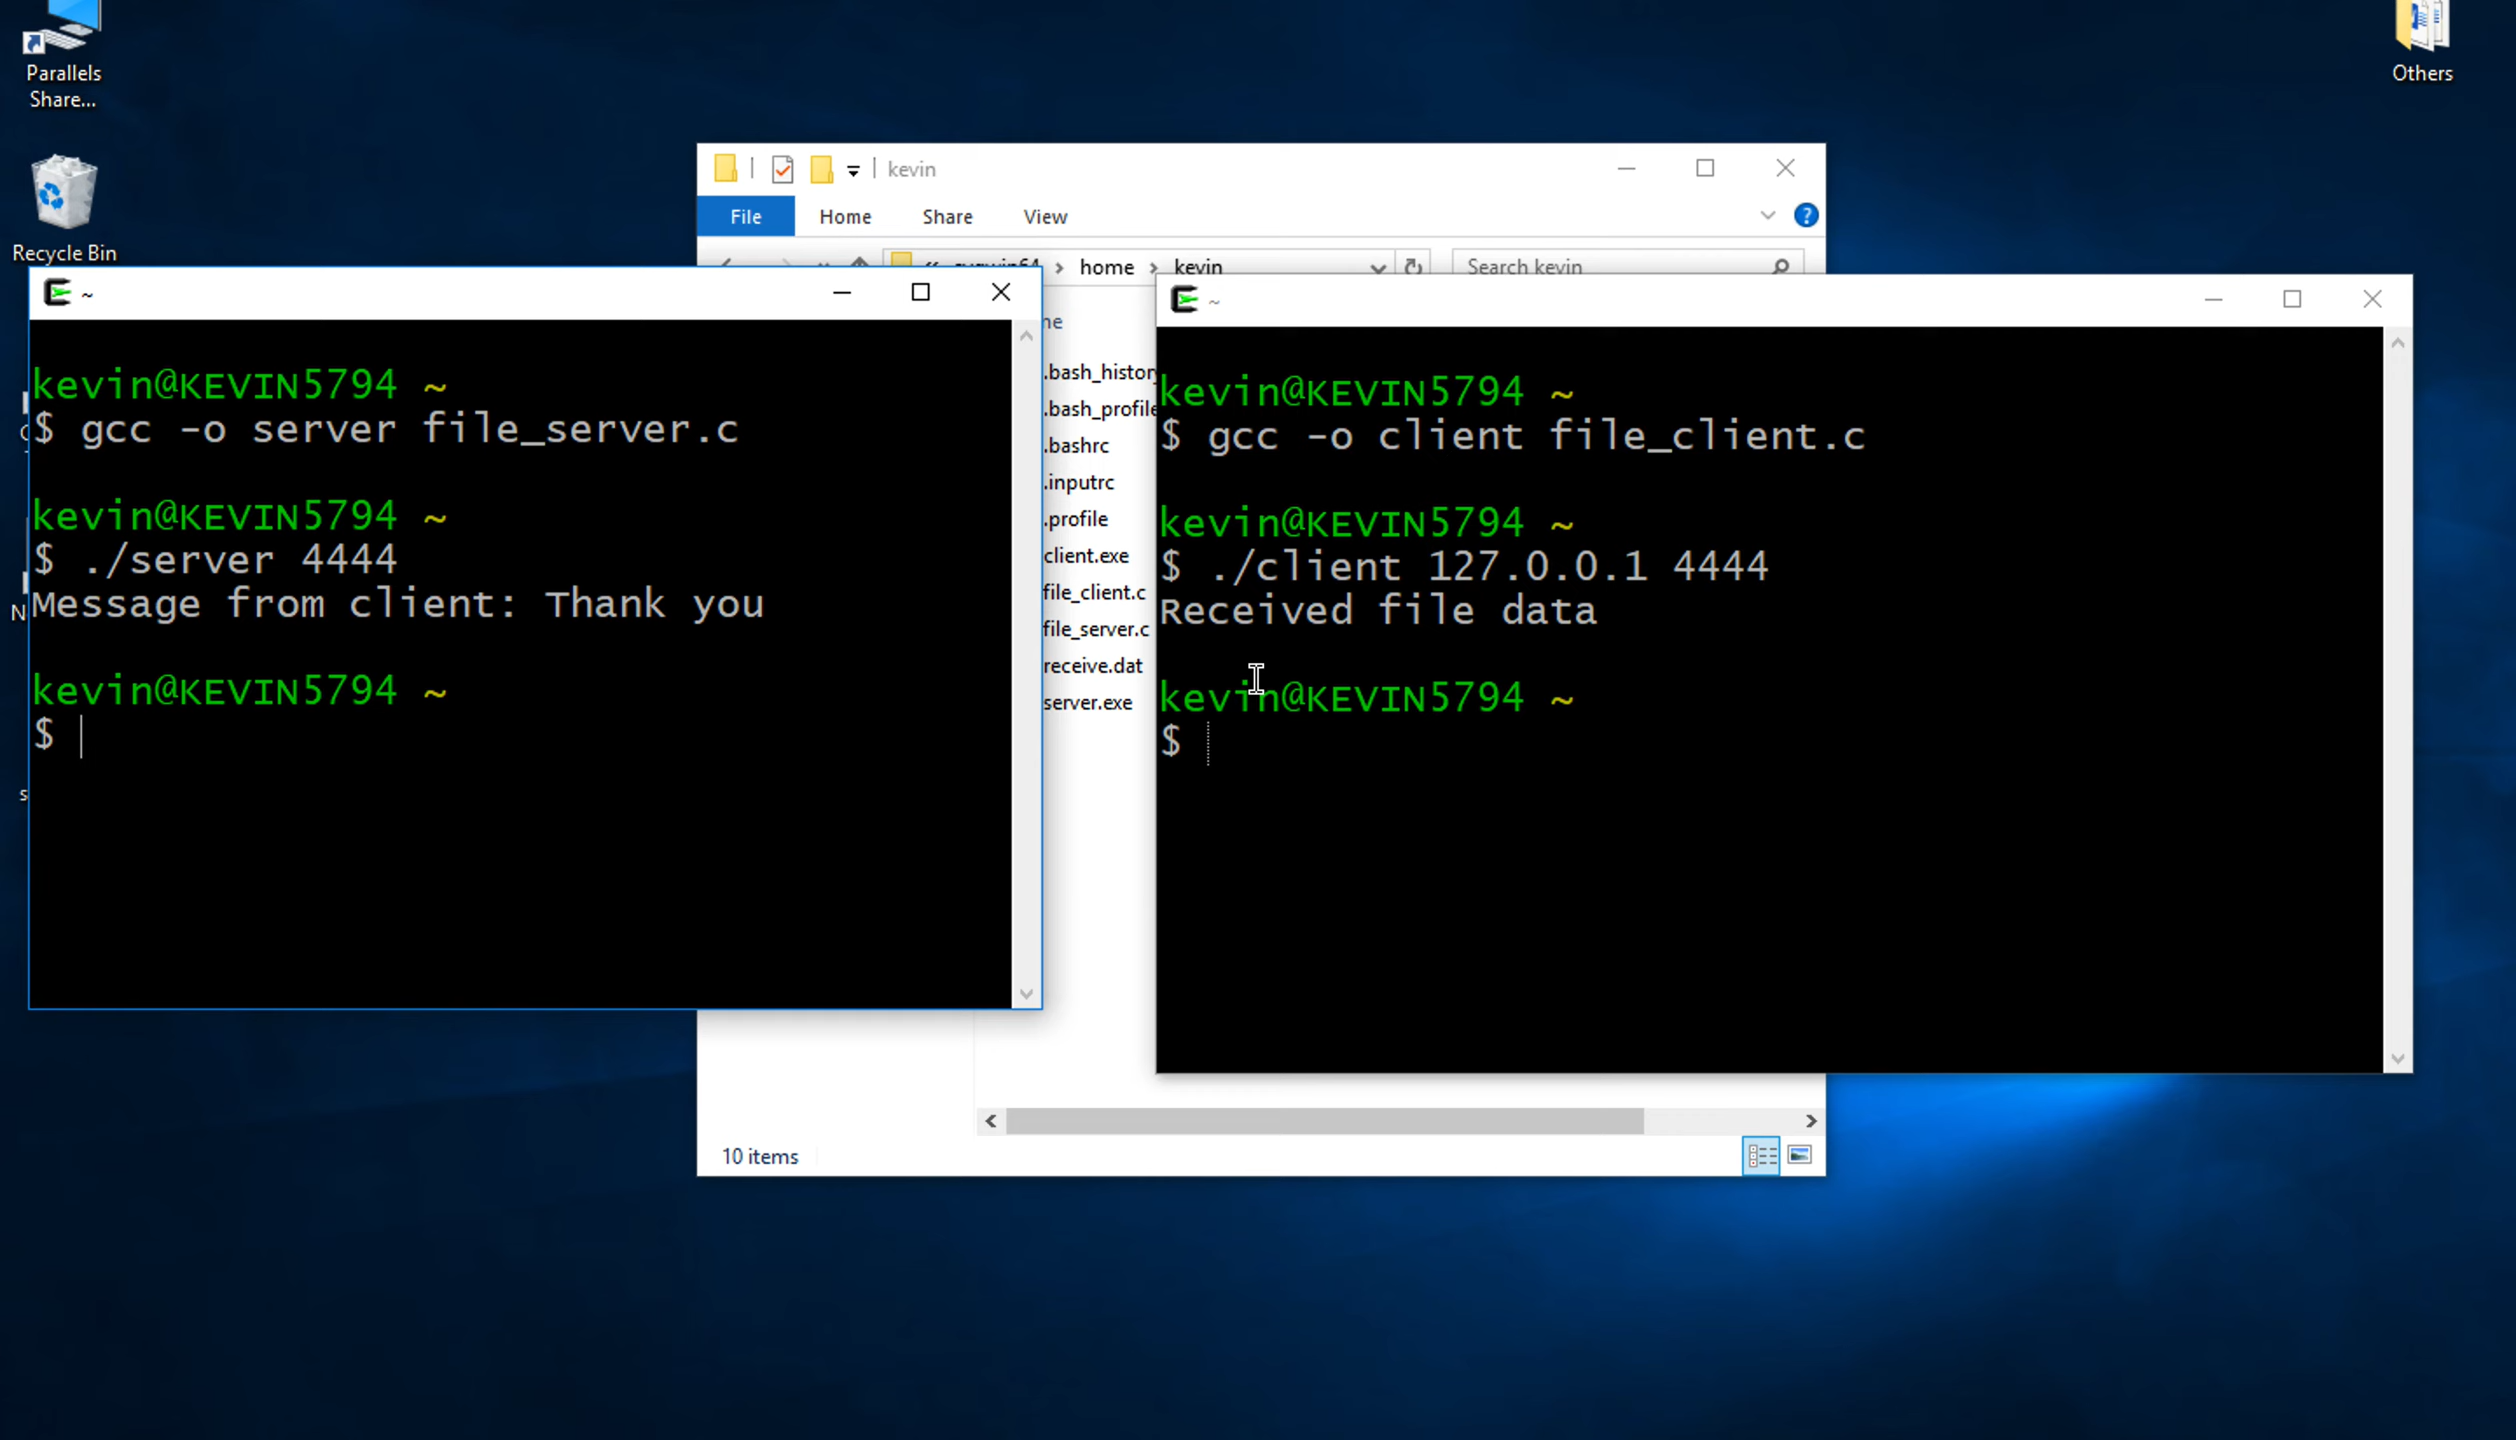 Parallels
Share...
Others
Recycle Bin
kevin
File
Home
Share
View
home
kevin
Search kevin
~
kevin@KEVIN5794 ~
$ gcc -o server file_server.c
kevin@KEVIN5794 ~
$ ./server 4444
Message from client: Thank you
kevin@KEVIN5794 ~
$
.bash_history
.bash_profile
.bashrc
.inputrc
.profile
client.exe
file_client.c
file_server.c
receive.dat
server.exe
~
kevin@KEVIN5794 ~
$ gcc -o client file_client.c
kevin@KEVIN5794 ~
$ ./client 127.0.0.1 4444
Received file data
kevin@KEVIN5794 ~
$
10 items